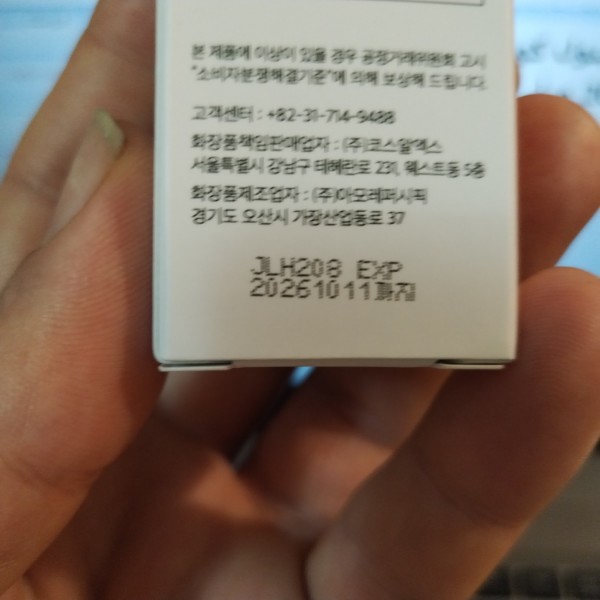 본 제품에 이상이 있을 경우 공정거래위원회 고시
"소비자분쟁해결기준"에 의해 보상해 드립니다.
고객센터 : +82-31-714-9488
화장품책임판매업자 : (주)코스알엑스
서울특별시 강남구 테헤란로 231, 웨스트동 5층
화장품제조업자 : (주)아모레퍼시픽
경기도 오산시 가장산업동로 37
JLH208 EXP
20261011까지